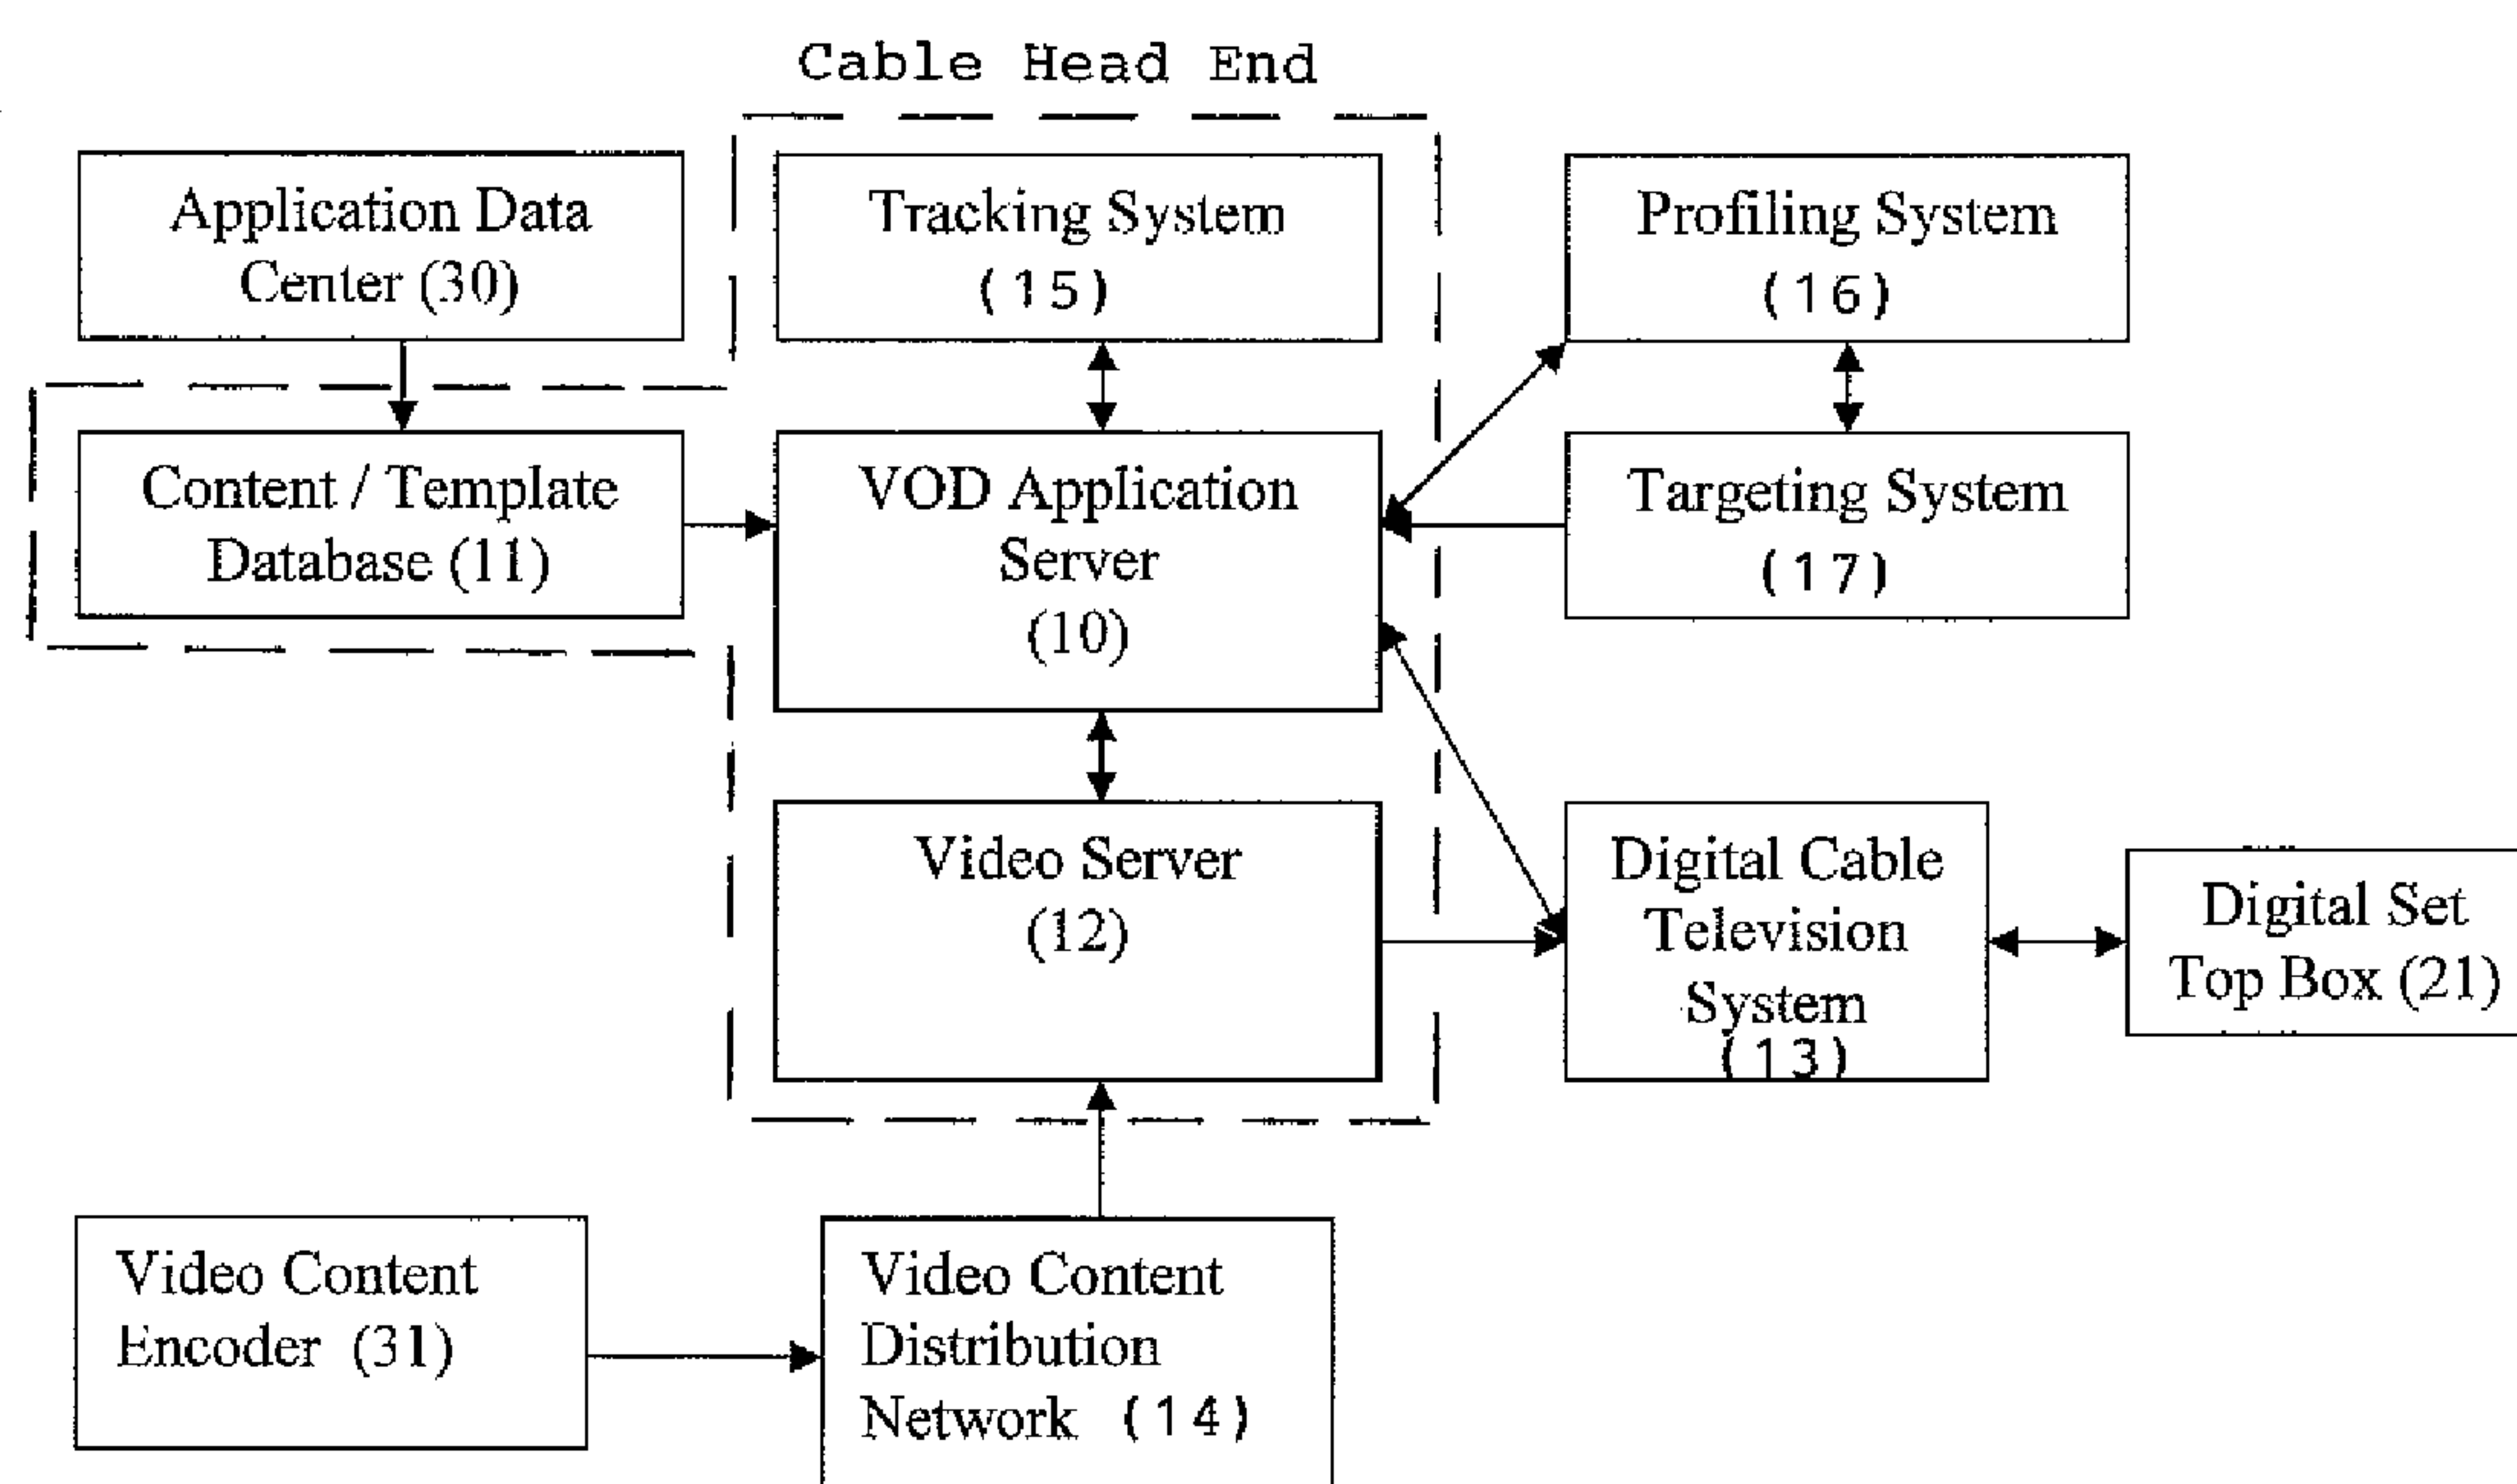 Cable Head End
Application Data
Center (30)
Tracking System
(15)
Profiling System
(16)
Content / Template
Database (11)
VOD Application
Server
(10)
Targeting System
(17)
Video Server
(12)
Digital Cable
Television
System
(13)
Digital Set
Top Box (21)
Video Content
Encoder (31)
Video Content
Distribution
Network (14)